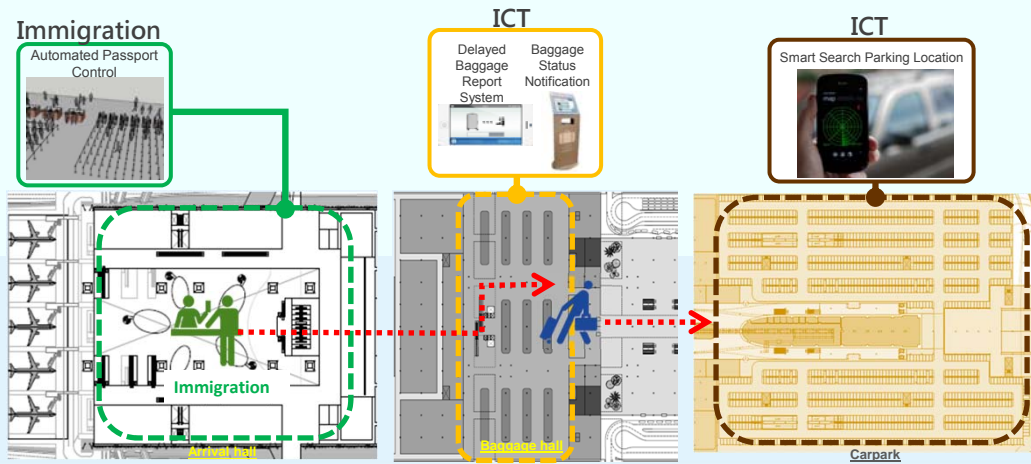 Immigration
Automated Passport
Control
ICT
Delayed
Baggage
Report
System
Baggage
Status
Notification
ICT
Smart Search Parking Location
map
Immigration
Arrival hall
Baggage hall
Carpark